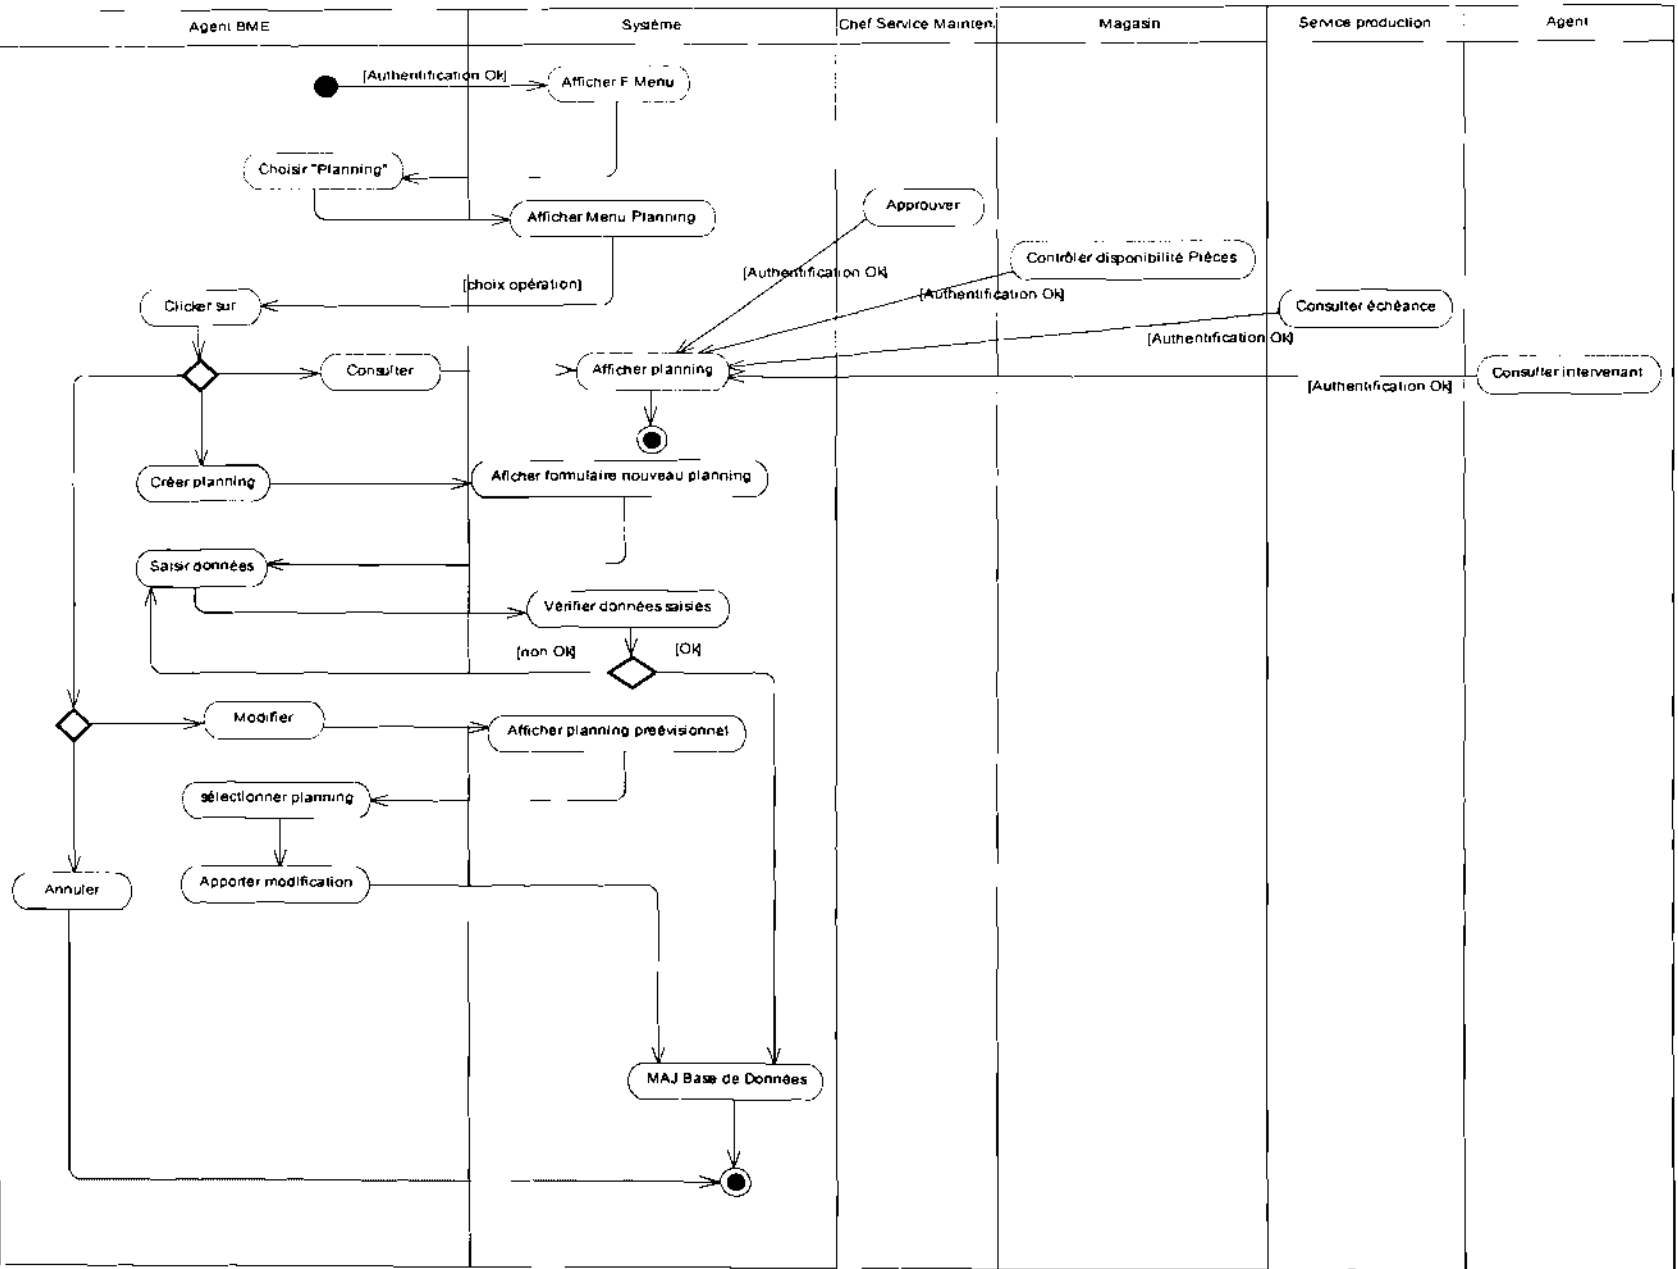 Agent BME
Système
Chef Service Mainten.
Magasin
Service production
Agent
[Authentification Ok]
Afficher F Menu
Choisir "Planning"
Afficher Menu Planning
Approuver
Contrôler disponibilité Pièces
[Authentification Ok]
[choix opération]
[Authentification Ok]
Clicker sur
Consulter échéance
[Authentification Ok]
Consulter
Afficher planning
Consulter intervenant
[Authentification Ok]
Créer planning
Aficher formulaire nouveau planning
Saisir données
Vérifier données saisies
[non Ok]
[Ok]
Modifier
Afficher planning preévisionnel
sélectionner planning
Apporter modification
Annuler
MAJ Base de Données